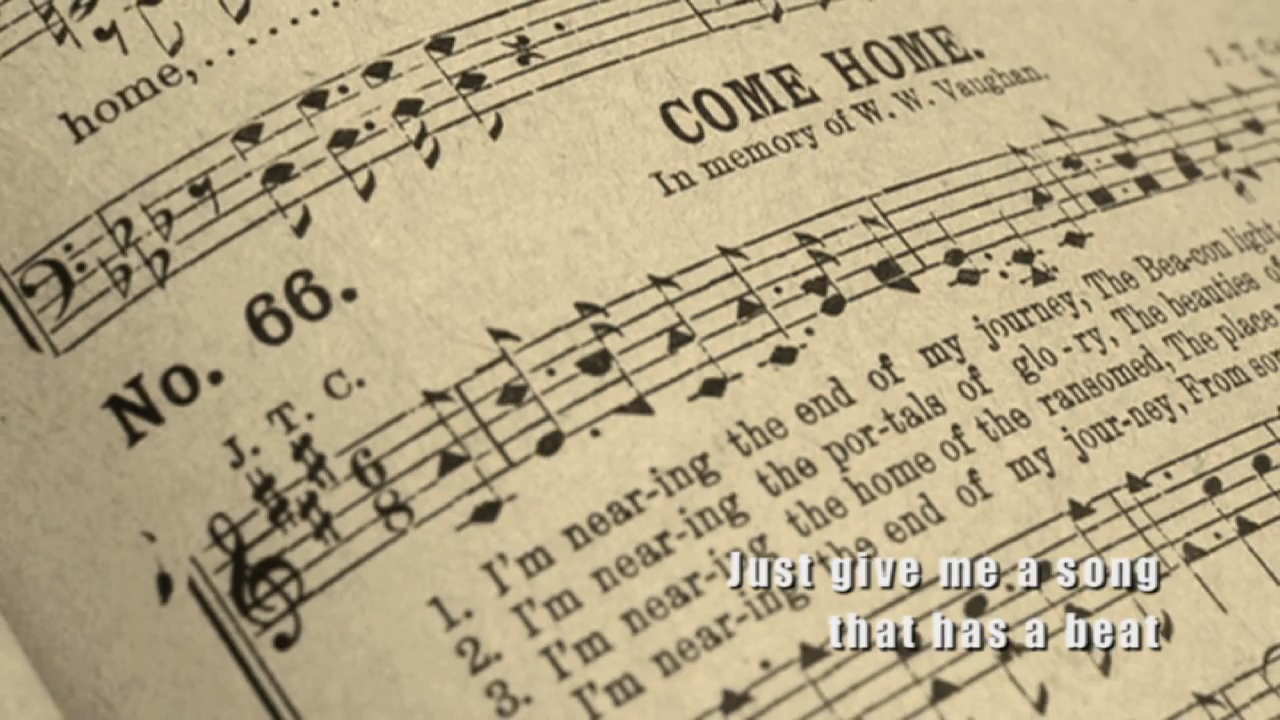 home,..........
COME HOME.
In memory of W. W. Vaughan.
No. 66.
J. T. C.
6
8
1. I'm near-ing the end of my journey, The Bea-con light
2. I'm near-ing the por-tals of glo-ry, The beauties of
3. I'm near-ing the home of the ransomed, The place
I'm near-ing the end of my jour-ney, From
Just give me a song
that has a beat